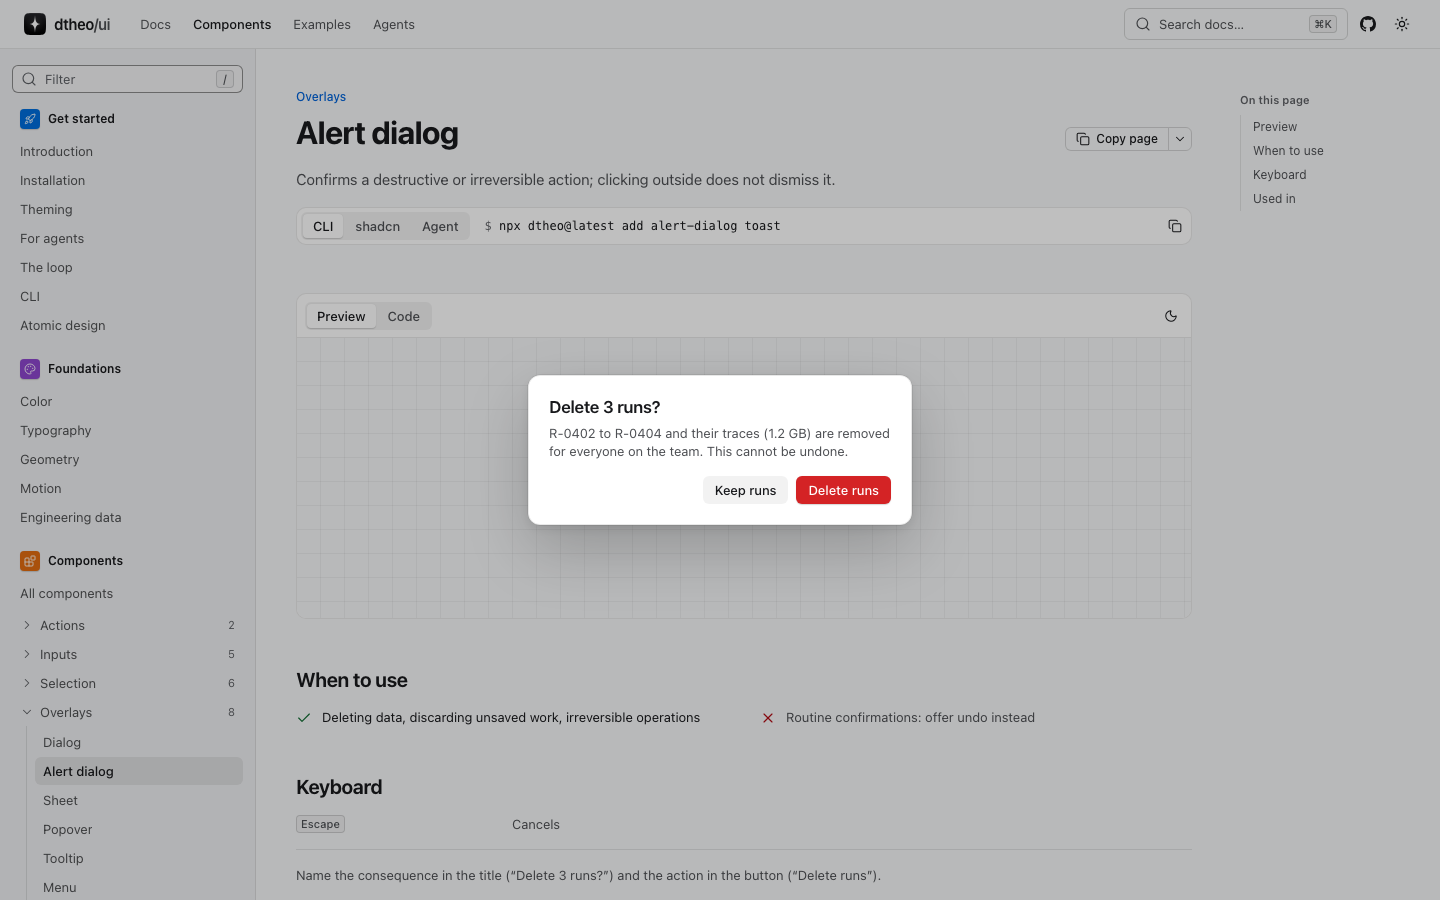 dtheo/ui
Docs
Components
Examples
Agents
Search docs...
⌘K
Filter
/
Get started
Introduction
Installation
Theming
For agents
The loop
CLI
Atomic design
Foundations
Color
Typography
Geometry
Motion
Engineering data
Components
All components
Actions 2
Inputs 5
Selection 6
Overlays 8
Dialog
Alert dialog
Sheet
Popover
Tooltip
Menu
Overlays
Alert dialog
Copy page
Confirms a destructive or irreversible action; clicking outside does not dismiss it.
CLI
shadcn
Agent
$ npx dtheo@latest add alert-dialog toast
Preview
Code
Delete 3 runs?
R-0402 to R-0404 and their traces (1.2 GB) are removed
for everyone on the team. This cannot be undone.
Keep runs
Delete runs
When to use
Deleting data, discarding unsaved work, irreversible operations
Routine confirmations: offer undo instead
Keyboard
Escape
Cancels
Name the consequence in the title (“Delete 3 runs?”) and the action in the button (“Delete runs”).
On this page
Preview
When to use
Keyboard
Used in